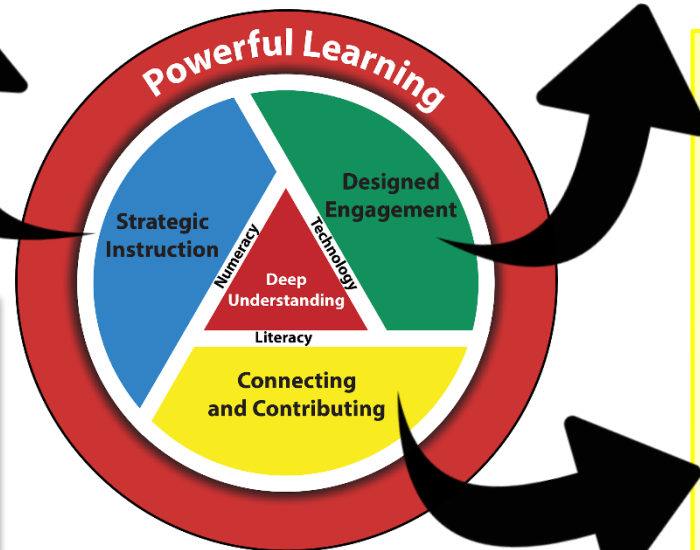 Powerful Learning
Designed
Engagement
Strategic
Instruction
Numeracy
Technology
Deep
Understanding
Literacy
Connecting
and Contributing